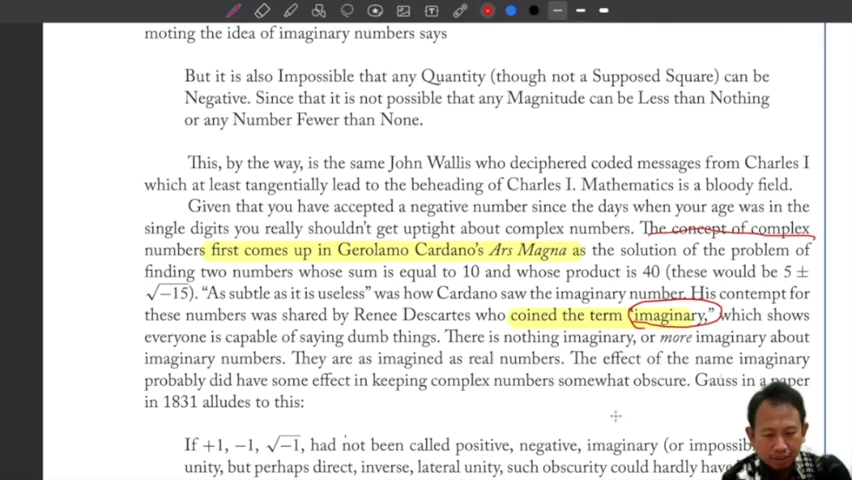 moting the idea of imaginary numbers says
But it is also Impossible that any Quantity (though not a Supposed Square) can be
Negative. Since that it is not possible that any Magnitude can be Less than Nothing
or any Number Fewer than None.
This, by the way, is the same John Wallis who deciphered coded messages from Charles I
which at least tangentially lead to the beheading of Charles I. Mathematics is a bloody field.
Given that you have accepted a negative number since the days when your age was in the
single digits you really shouldn't get uptight about complex numbers. The concept of complex
numbers first comes up in Gerolamo Cardano's Ars Magna as the solution of the problem of
finding two numbers whose sum is equal to 10 and whose product is 40 (these would be 5 ±
√−15). “As subtle as it is useless” was how Cardano saw the imaginary number. His contempt for
these numbers was shared by Renee Descartes who coined the term “imaginary,” which shows
everyone is capable of saying dumb things. There is nothing imaginary, or more imaginary about
imaginary numbers. They are as imagined as real numbers. The effect of the name imaginary
probably did have some effect in keeping complex numbers somewhat obscure. Gauss in a paper
in 1831 alludes to this:
If +1, −1, √−1, had not been called positive, negative, imaginary (or
unity, but perhaps direct, inverse, lateral unity, such obscurity could hardly